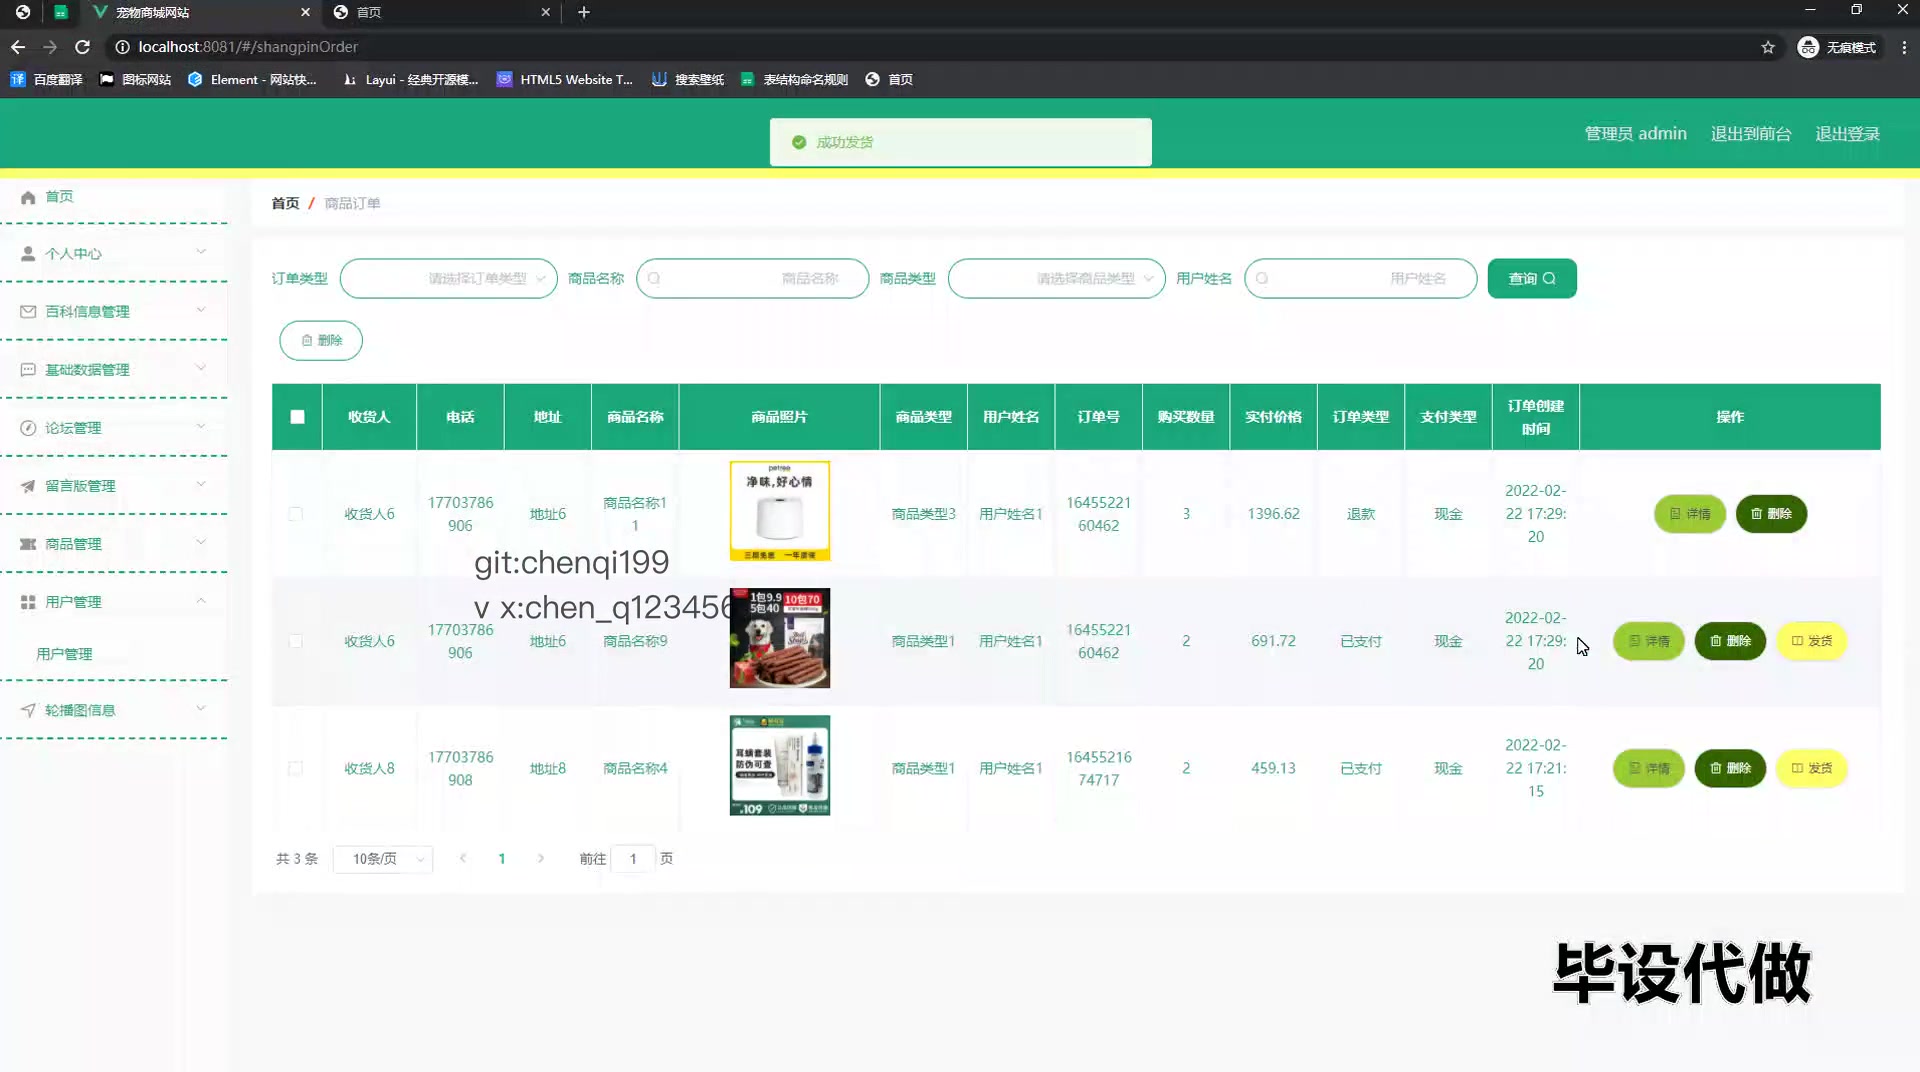 宠物商城网站
首页
localhost:8081/#/shangpinOrder
无痕模式
百度翻译
图标网站
Element - 网站快...
Layui - 经典开源模...
HTML5 Website T...
搜索壁纸
表结构命名规则
首页
成功发货
管理员 admin
退出到前台
退出登录
首页
个人中心
百科信息管理
基础数据管理
论坛管理
留言版管理
商品管理
用户管理
用户管理
轮播图信息
首页 / 商品订单
订单类型 请选择订单类型 商品名称 商品名称 商品类型 请选择商品类型 用户姓名 用户姓名 查询
删除
收货人 电话 地址 商品名称 商品照片 商品类型 用户姓名 订单号 购买数量 实付价格 订单类型 支付类型 订单创建
时间 操作
收货人6 17703786
906 地址6 商品名称1
1 商品类型3 用户姓名1 16455221
60462 3 1396.62 退款 现金 2022-02-
22 17:29:
20 详情 删除
petree
净味,好心情
git:chenqi199
v x:chen_q123456
收货人6 17703786
906 地址6 商品名称9 商品类型1 用户姓名1 16455221
60462 2 691.72 已支付 现金 2022-02-
22 17:29:
20 详情 删除 发货
1包9.9
5包40
10包70
收货人8 17703786
908 地址8 商品名称4 商品类型1 用户姓名1 16455216
74717 2 459.13 已支付 现金 2022-02-
22 17:21:
15 详情 删除 发货
耳螨套装
防伪可查
109
共 3 条 10条/页 1 前往 1 页
毕设代做